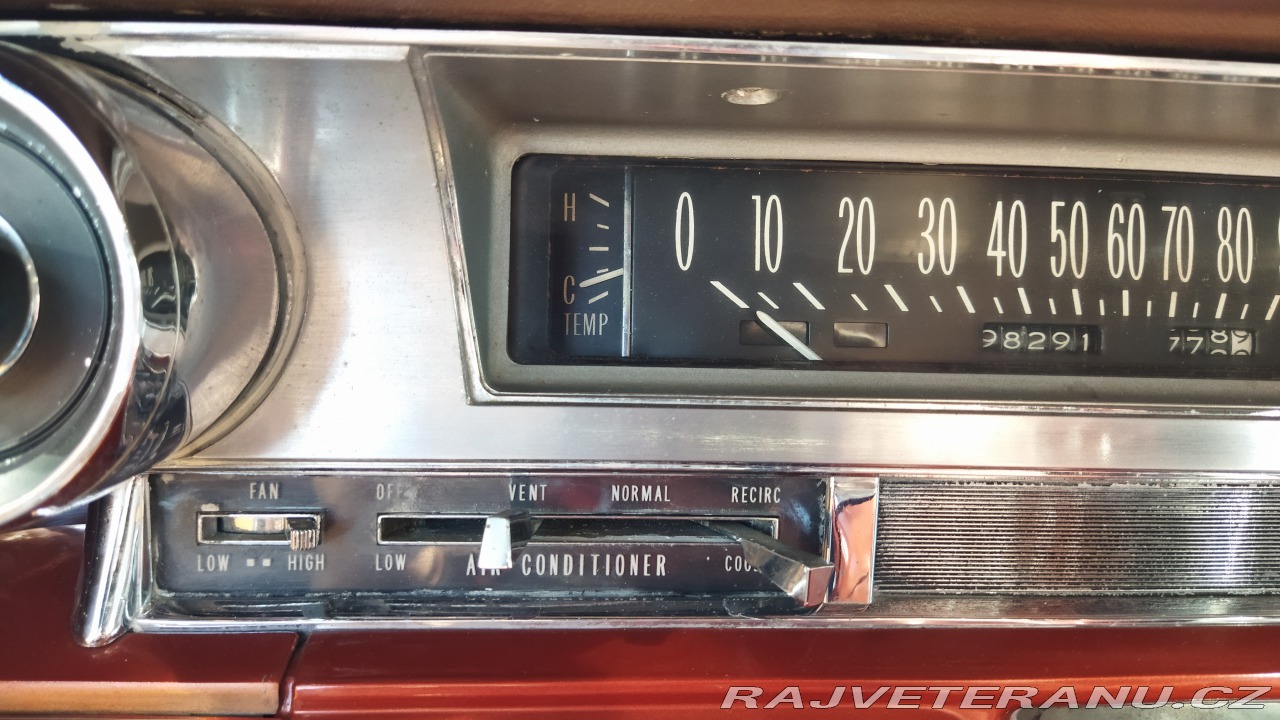 H
C
TEMP
0 10 20 30 40 50 60 70 80
98291
FAN
LOW HIGH
OFF VENT NORMAL RECIRC
LOW AIR CONDITIONER
RAJVETERANU.CZ